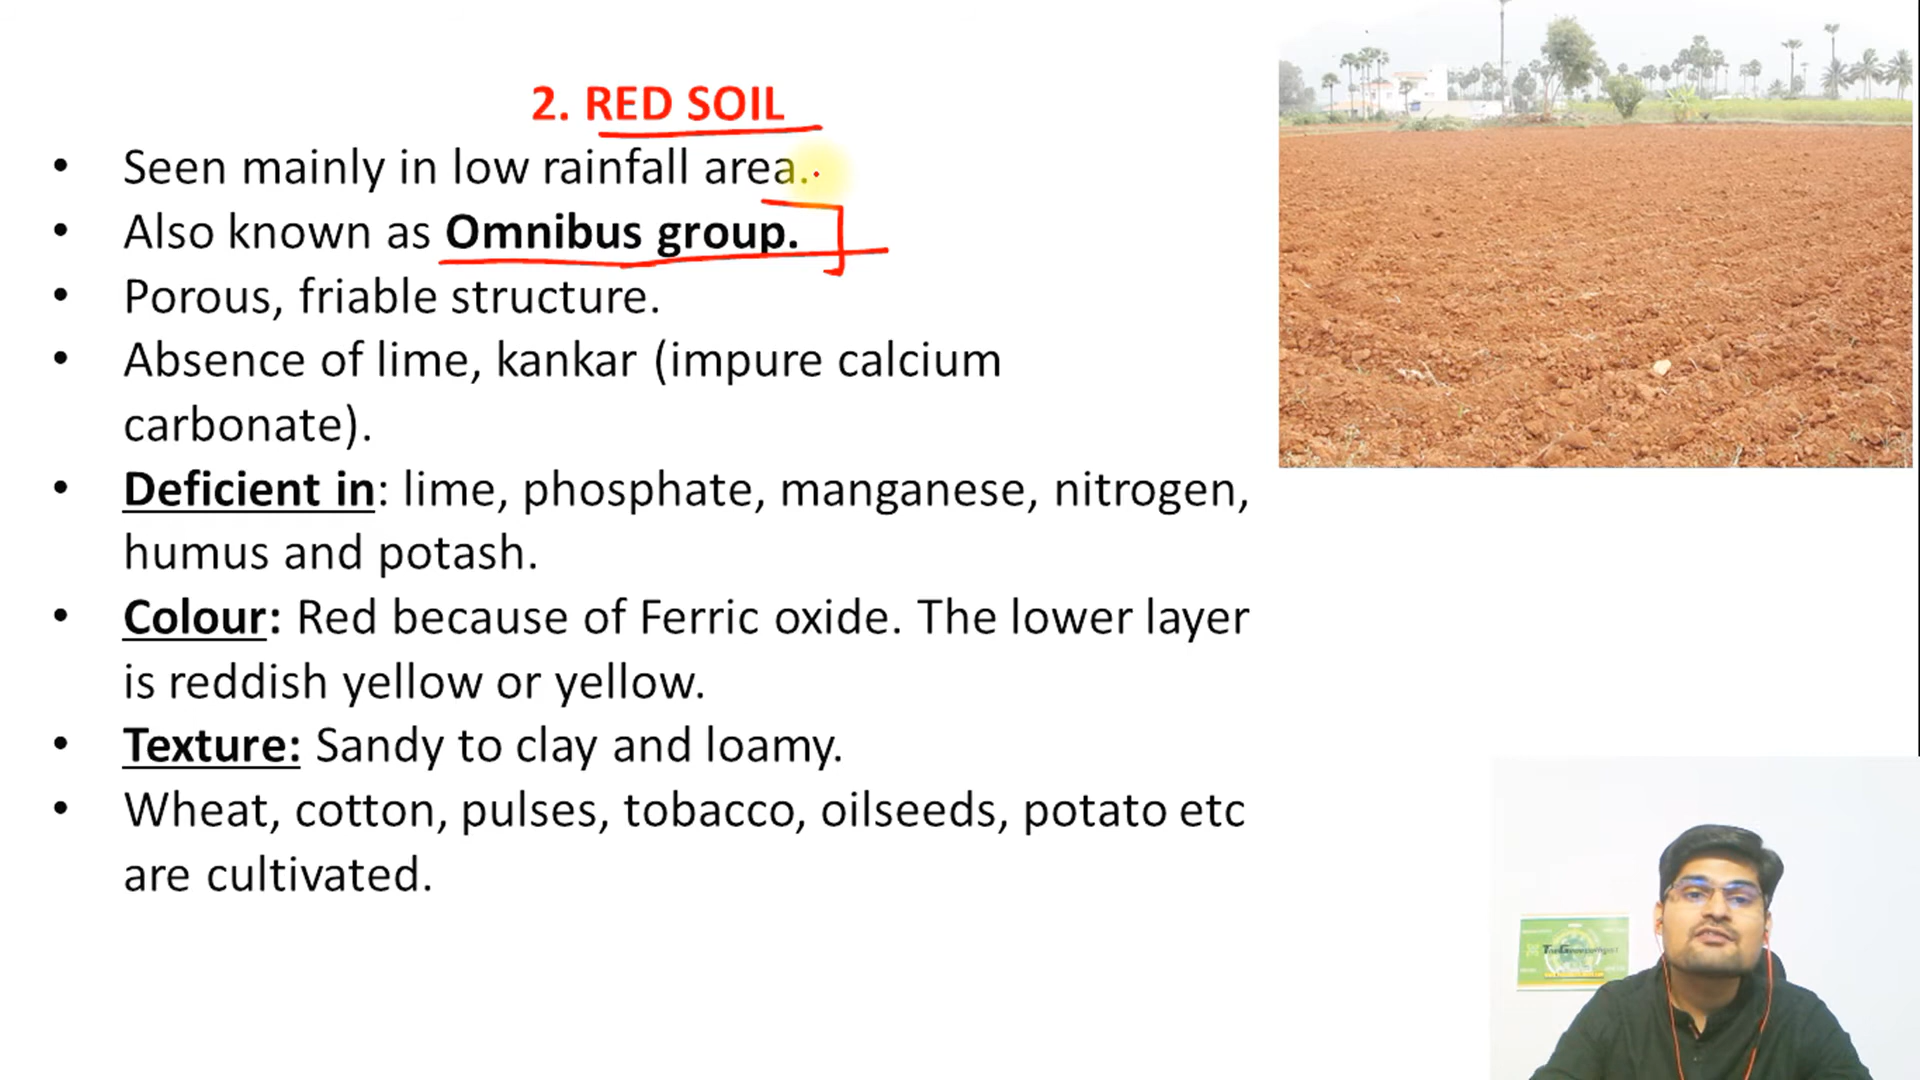 2. RED SOIL
• Seen mainly in low rainfall area.
• Also known as Omnibus group.
• Porous, friable structure.
• Absence of lime, kankar (impure calcium
carbonate).
• Deficient in: lime, phosphate, manganese, nitrogen,
humus and potash.
• Colour: Red because of Ferric oxide. The lower layer
is reddish yellow or yellow.
• Texture: Sandy to clay and loamy.
• Wheat, cotton, pulses, tobacco, oilseeds, potato etc
are cultivated.